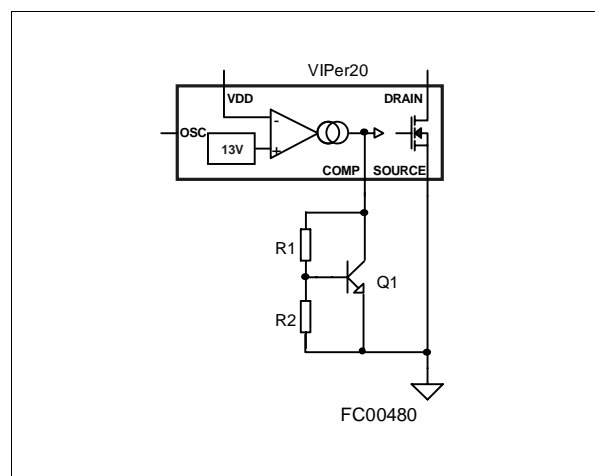 VIPer20
VDD
DRAIN
OSC
-
13V
+
COMP
SOURCE
R1
Q1
R2
FC00480